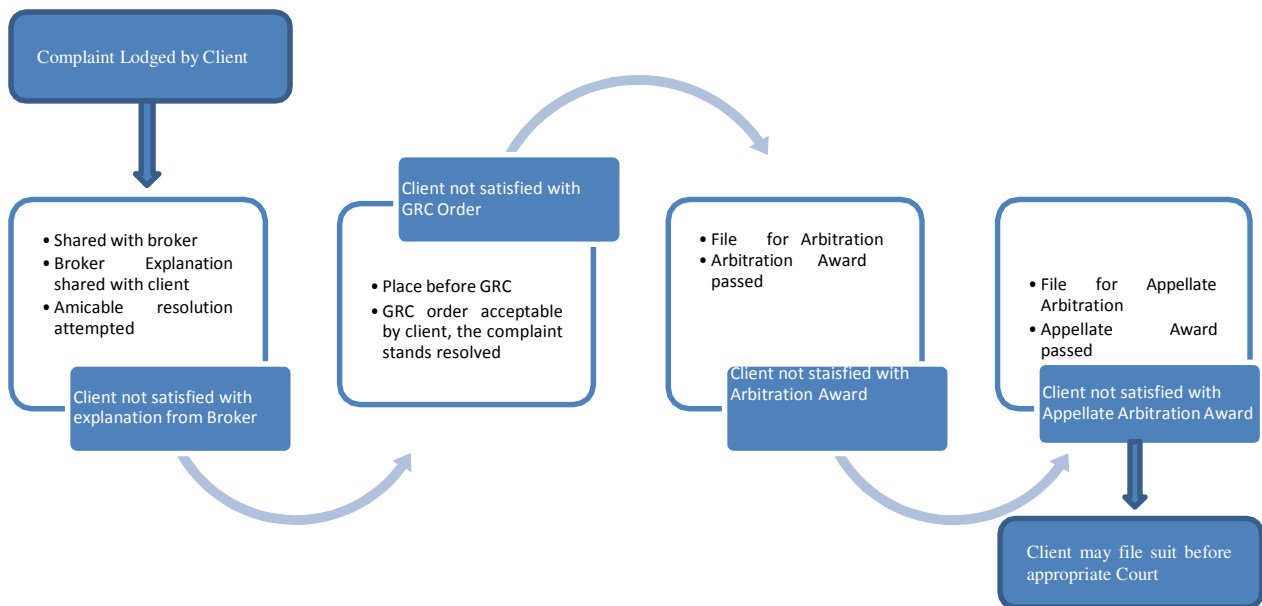 Complaint Lodged by Client
• Shared with broker
• Broker Explanation
shared with client
• Amicable resolution
attempted
Client not satisfied with
explanation from Broker
Client not satisfied with
GRC Order
• Place before GRC
• GRC order acceptable
by client, the complaint
stands resolved
• File for Arbitration
• Arbitration Award
passed
Client not staisfied with
Arbitration Award
• File for Appellate
Arbitration
• Appellate Award
passed
Client not satisfied with
Appellate Arbitration Award
Client may file suit before
appropriate Court